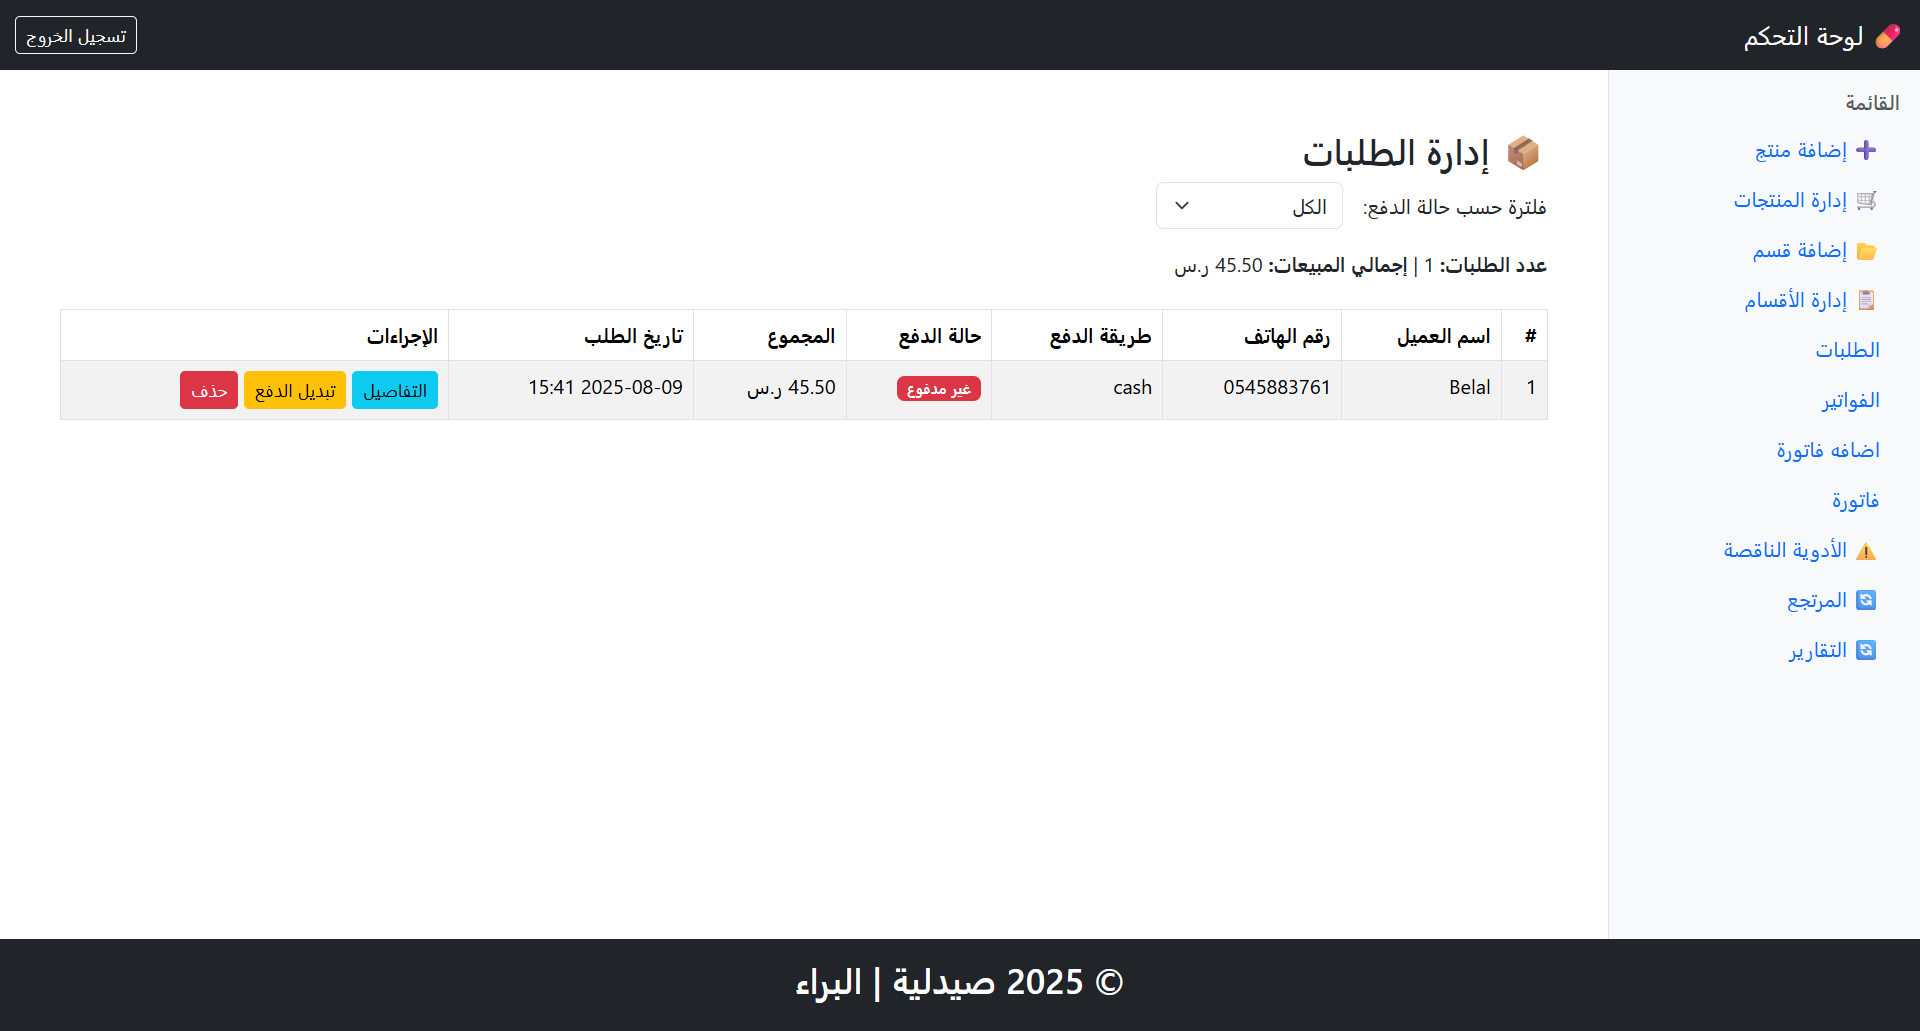 لوحة التحكم
تسجيل الخروج
القائمة
إضافة منتج
إدارة المنتجات
إضافة قسم
إدارة الأقسام
الطلبات
الفواتير
اضافه فاتورة
فاتورة
الأدوية الناقصة
المرتجع
التقارير
إدارة الطلبات
فلترة حسب حالة الدفع: الكل
عدد الطلبات: 1 | إجمالي المبيعات: 45.50 ر.س
# اسم العميل رقم الهاتف طريقة الدفع حالة الدفع المجموع تاريخ الطلب الإجراءات
1 Belal 0545883761 cash غير مدفوع 45.50 ر.س 2025-08-09 15:41 التفاصيل تبديل الدفع حذف
© 2025 صيدلية | البراء